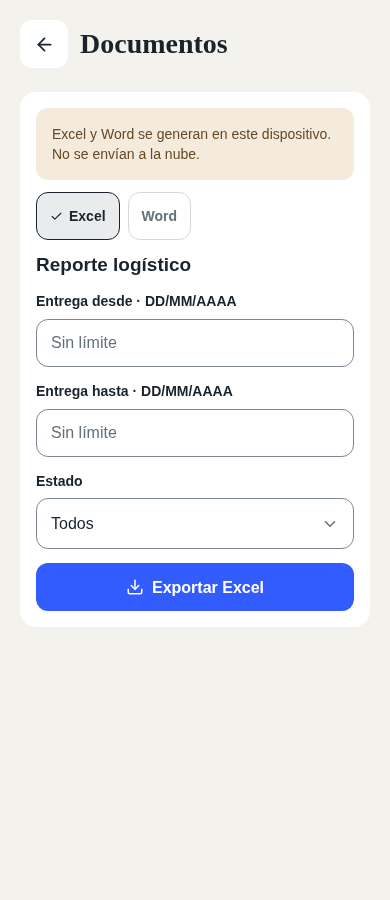 Documentos
Excel y Word se generan en este dispositivo.
No se envían a la nube.
Excel
Word
Reporte logístico
Entrega desde · DD/MM/AAAA
Sin límite
Entrega hasta · DD/MM/AAAA
Sin límite
Estado
Todos
Exportar Excel